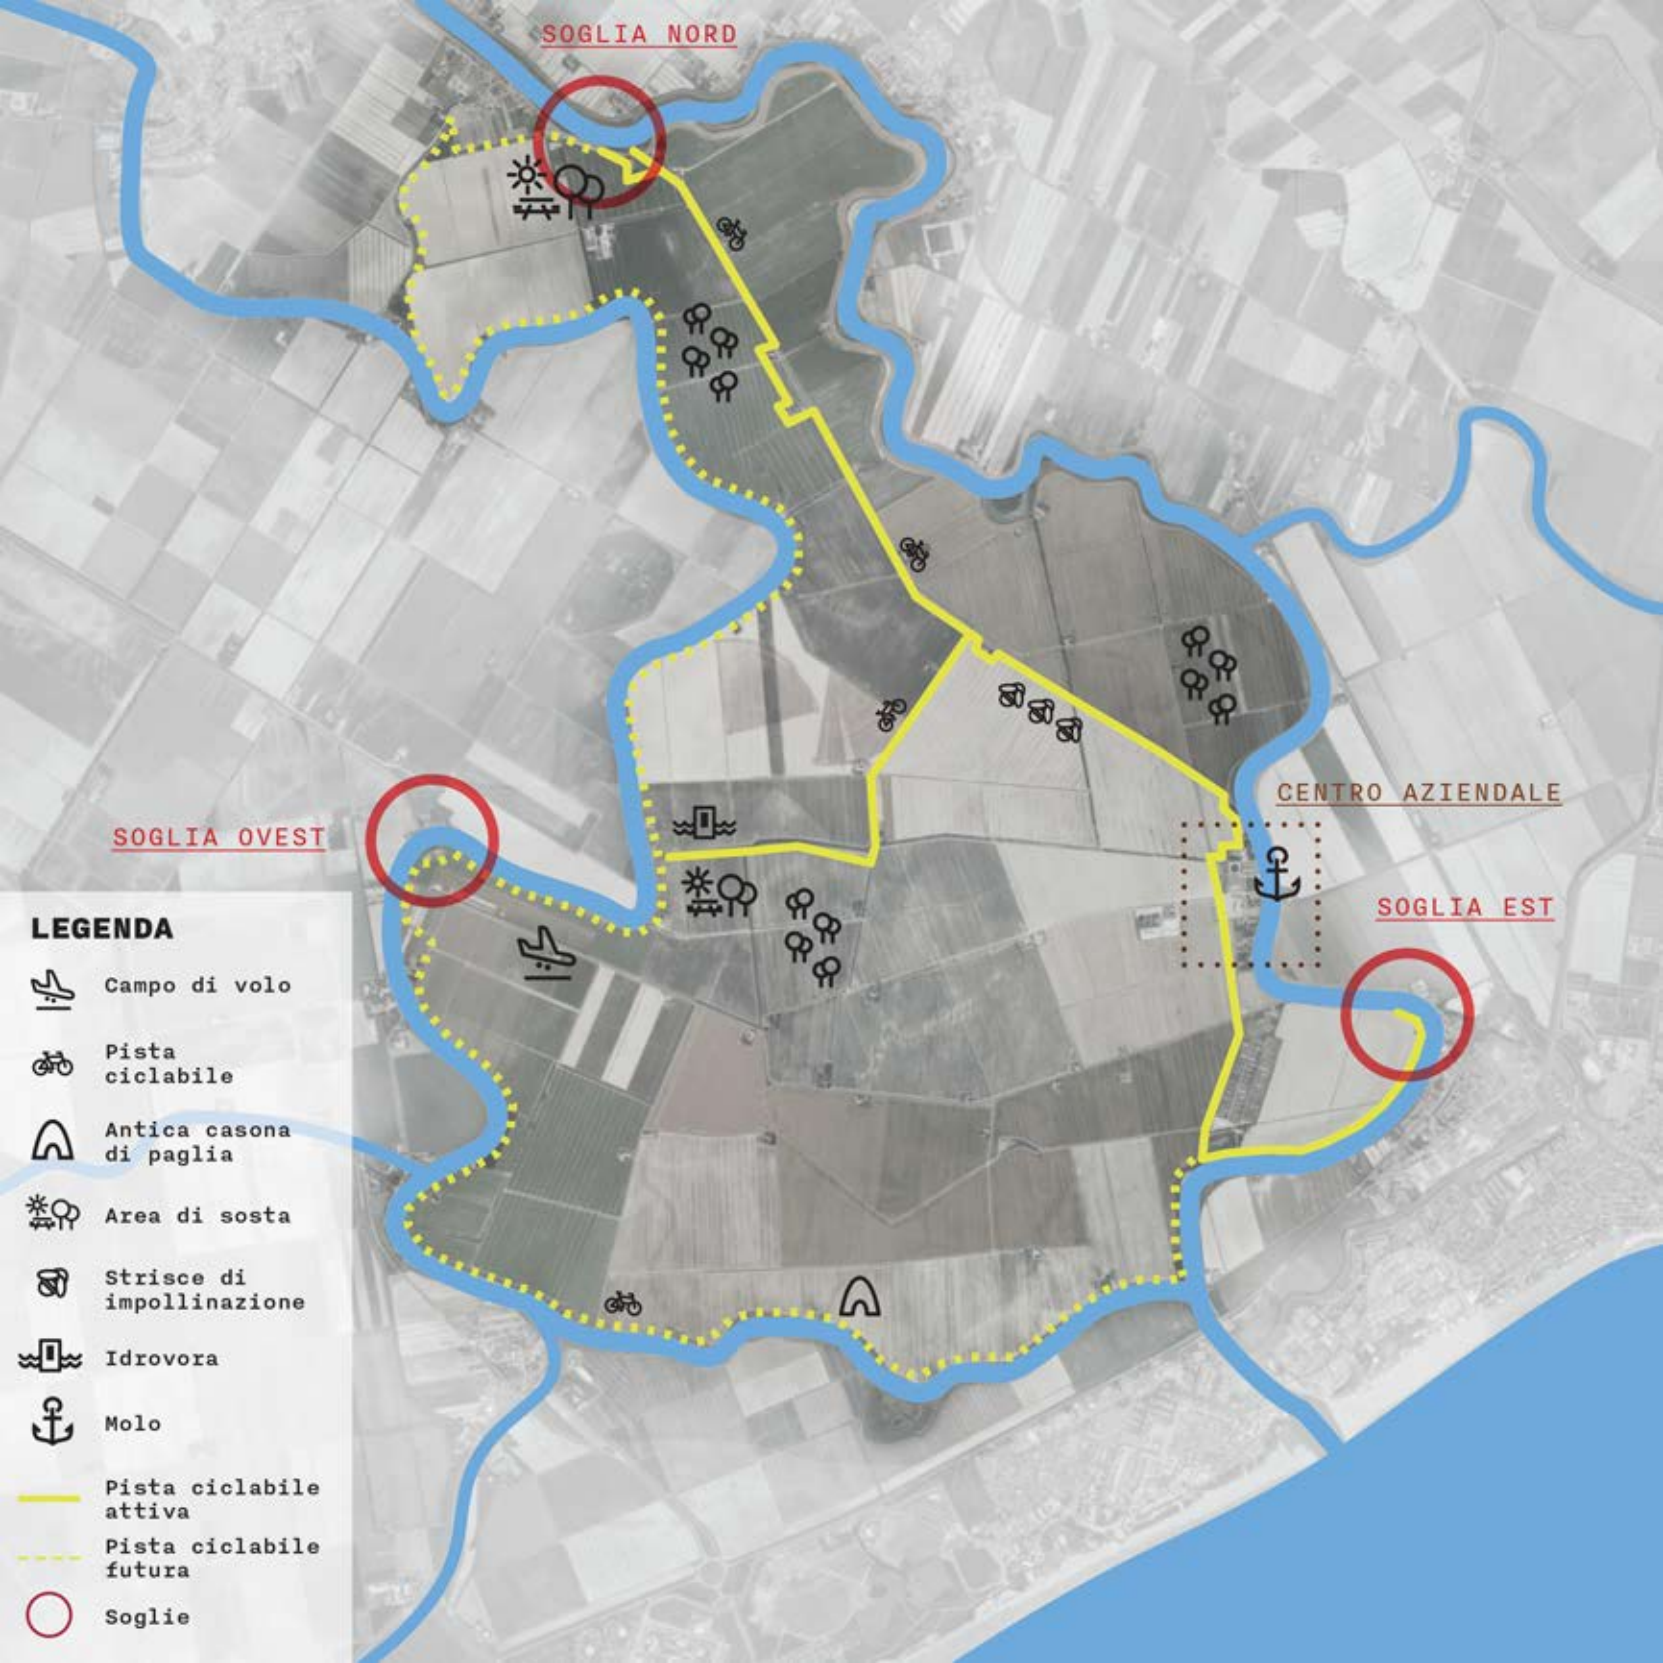 SOGLIA NORD
CENTRO AZIENDALE
SOGLIA OVEST
SOGLIA EST
LEGENDA
Campo di volo
Pista
ciclabile
Antica casona
di paglia
Area di sosta
Strisce di
impollinazione
Idrovora
Molo
Pista ciclabile
attiva
Pista ciclabile
futura
Soglie